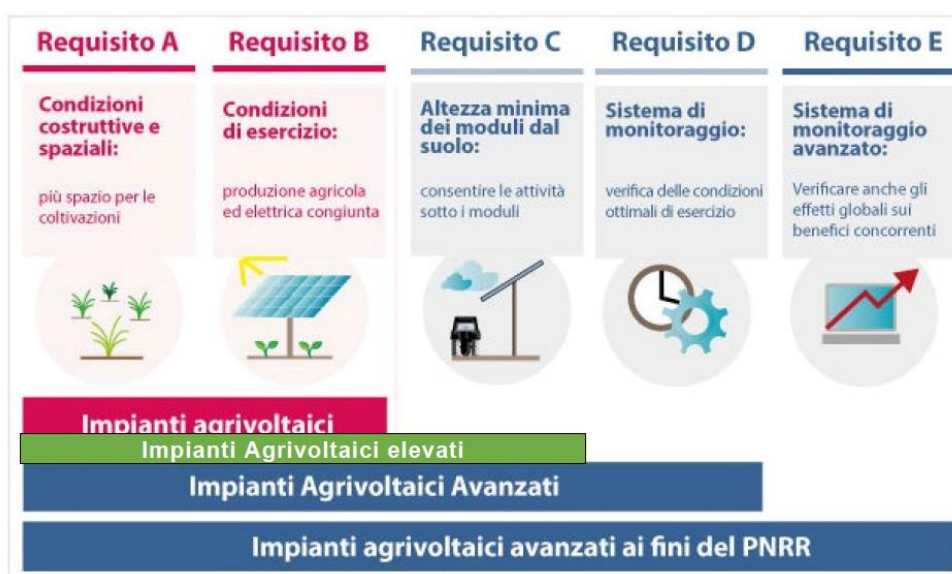 Requisito A
Requisito B
Requisito C
Requisito D
Requisito E
Condizioni
costruttive e
spaziali:
più spazio per le
coltivazioni
Condizioni
di esercizio:
produzione agricola
ed elettrica congiunta
Altezza minima
dei moduli dal
suolo:
consentire le attività
sotto i moduli
Sistema di
monitoraggio:
verifica delle condizioni
ottimali di esercizio
Sistema di
monitoraggio
avanzato:
Verificare anche gli
effetti globali sui
benefici concorrenti
Impianti agrivoltaici
Impianti Agrivoltaici elevati
Impianti Agrivoltaici Avanzati
Impianti agrivoltaici avanzati ai fini del PNRR